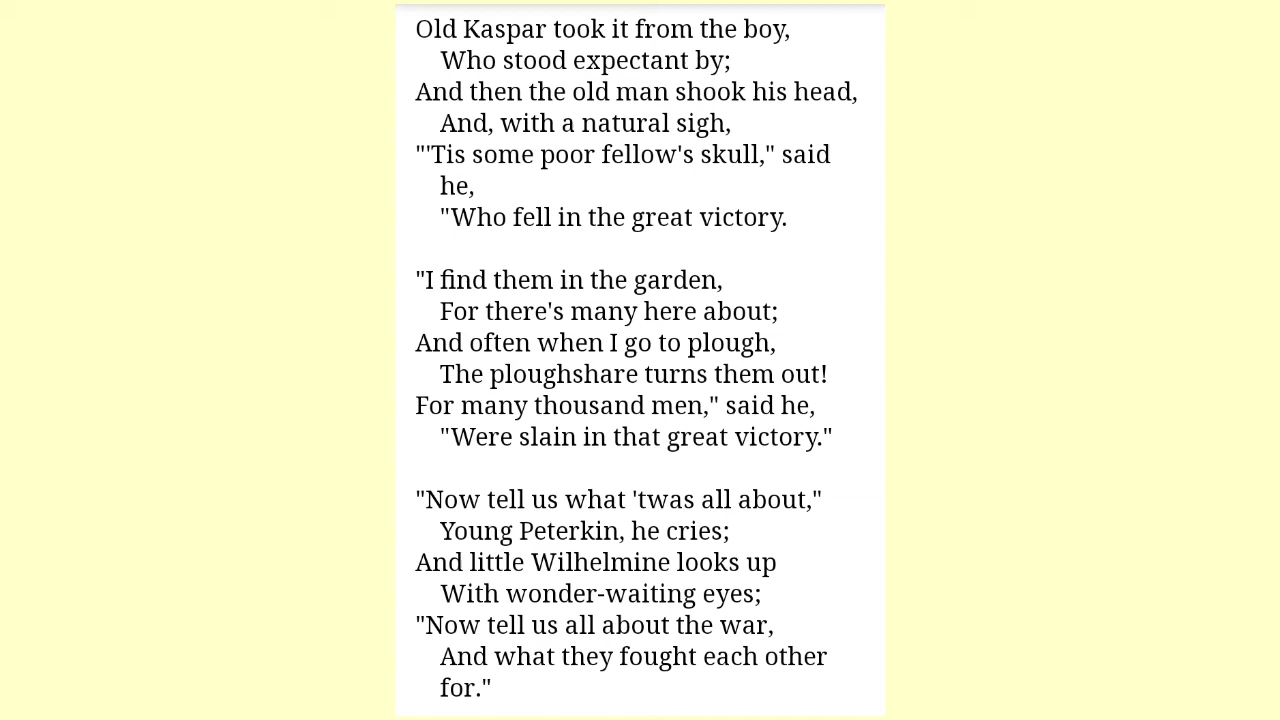 Old Kaspar took it from the boy,
Who stood expectant by;
And then the old man shook his head,
And, with a natural sigh,
"'Tis some poor fellow's skull," said
he,
"Who fell in the great victory.
"I find them in the garden,
For there's many here about;
And often when I go to plough,
The ploughshare turns them out!
For many thousand men," said he,
"Were slain in that great victory."
"Now tell us what 'twas all about,"
Young Peterkin, he cries;
And little Wilhelmine looks up
With wonder-waiting eyes;
"Now tell us all about the war,
And what they fought each other
for."